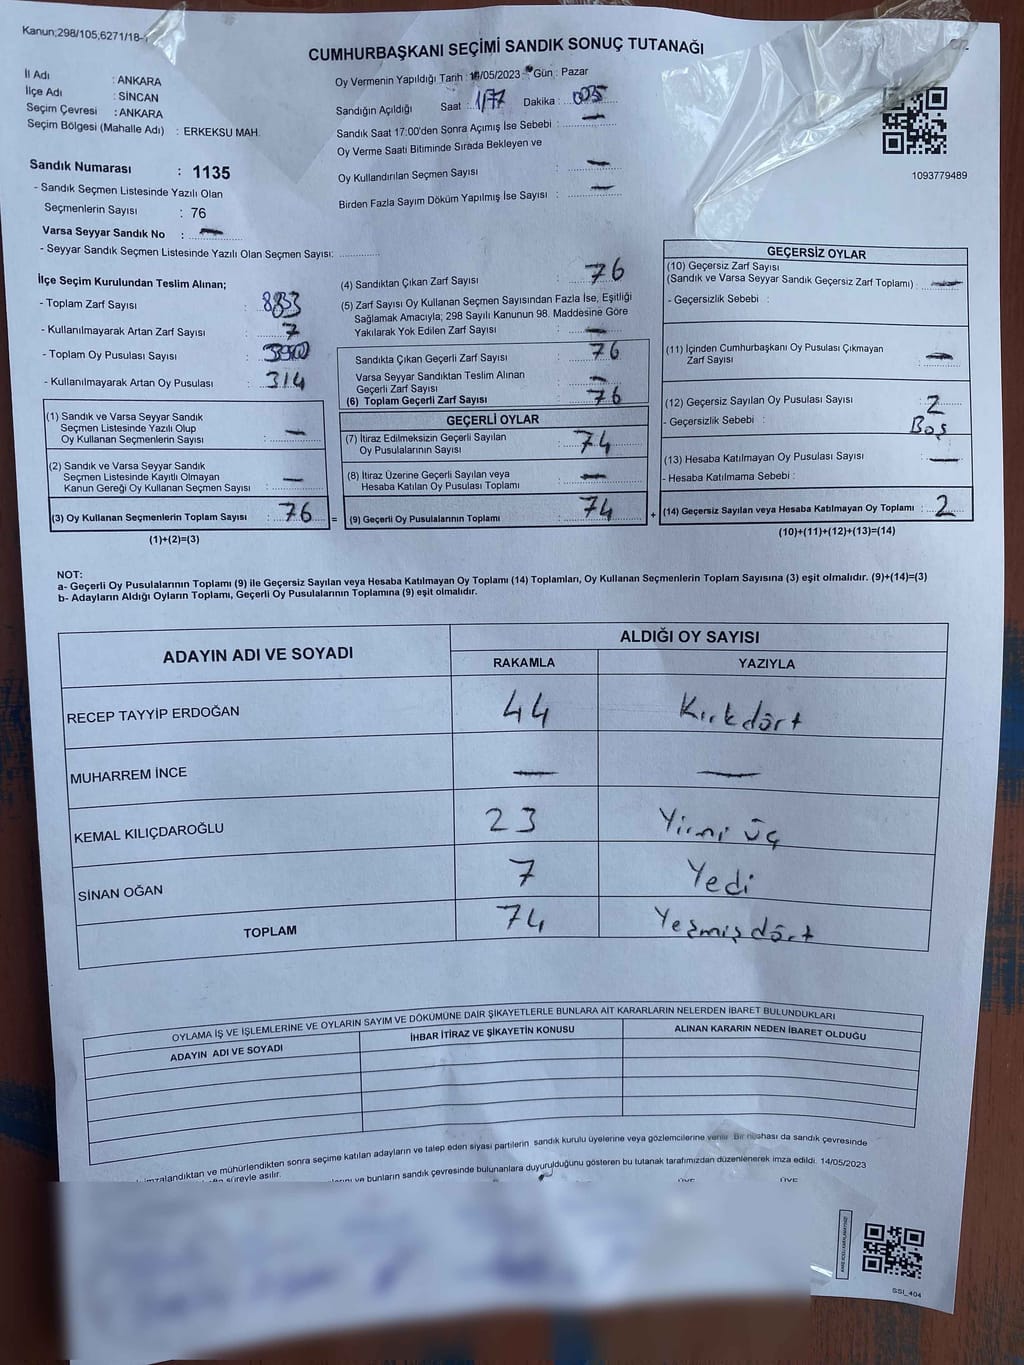 Kanun;298/105,6271/18-
CUMHURBAŞKANI SEÇİMİ SANDIK SONUÇ TUTANAĞI
İl Adı : ANKARA
İlçe Adı : SİNCAN
Seçim Çevresi : ANKARA
Seçim Bölgesi (Mahalle Adı) : ERKEKSU MAH.
Sandık Numarası : 1135
- Sandık Seçmen Listesinde Yazılı Olan
Seçmenlerin Sayısı : 76
Varsa Seyyar Sandık No : —
- Seyyar Sandık Seçmen Listesinde Yazılı Olan Seçmen Sayısı: ............
Oy Vermenin Yapıldığı Tarih : /05/2023 Gün : Pazar
Sandığın Açıldığı Saat : Dakika :
Sandık Saat 17:00'den Sonra Açımış İse Sebebi : —
Oy Verme Saati Bitiminde Sırada Bekleyen ve
Oy Kullandırılan Seçmen Sayısı : —
Birden Fazla Sayım Döküm Yapılmış İse Sayısı : —
1093779489
İlçe Seçim Kurulundan Teslim Alınan;
- Toplam Zarf Sayısı :
- Kullanılmayarak Artan Zarf Sayısı : 7
- Toplam Oy Pusulası Sayısı :
- Kullanılmayarak Artan Oy Pusulası : 314
(1) Sandık ve Varsa Seyyar Sandık
Seçmen Listesinde Yazılı Olup
Oy Kullanan Seçmenlerin Sayısı : —
(2) Sandık ve Varsa Seyyar Sandık
Seçmen Listesinde Kayıtlı Olmayan
Kanun Gereği Oy Kullanan Seçmen Sayısı : —
(3) Oy Kullanan Seçmenlerin Toplam Sayısı : 76
(1)+(2)=(3)
(4) Sandıktan Çıkan Zarf Sayısı : 76
(5) Zarf Sayısı Oy Kullanan Seçmen Sayısından Fazla İse, Eşitliği
Sağlamak Amacıyla; 298 Sayılı Kanunun 98. Maddesine Göre
Yakılarak Yok Edilen Zarf Sayısı : —
Sandıkta Çıkan Geçerli Zarf Sayısı : 76
Varsa Seyyar Sandıktan Teslim Alınan
Geçerli Zarf Sayısı : —
(6) Toplam Geçerli Zarf Sayısı : 76
GEÇERLİ OYLAR
(7) İtiraz Edilmeksizin Geçerli Sayılan
Oy Pusulalarının Sayısı : 74
(8) İtiraz Üzerine Geçerli Sayılan veya
Hesaba Katılan Oy Pusulası Toplamı : —
= (9) Geçerli Oy Pusulalarının Toplamı : 74 +
GEÇERSİZ OYLAR
(10) Geçersiz Zarf Sayısı
(Sandık ve Varsa Seyyar Sandık Geçersiz Zarf Toplamı) : —
- Geçersizlik Sebebi :
(11) İçinden Cumhurbaşkanı Oy Pusulası Çıkmayan
Zarf Sayısı : —
(12) Geçersiz Sayılan Oy Pusulası Sayısı : 2
- Geçersizlik Sebebi : Boş
(13) Hesaba Katılmayan Oy Pusulası Sayısı : —
- Hesaba Katılmama Sebebi :
(14) Geçersiz Sayılan veya Hesaba Katılmayan Oy Toplamı : 2
(10)+(11)+(12)+(13)=(14)
NOT:
a- Geçerli Oy Pusulalarının Toplamı (9) ile Geçersiz Sayılan veya Hesaba Katılmayan Oy Toplamı (14) Toplamları, Oy Kullanan Seçmenlerin Toplam Sayısına (3) eşit olmalıdır. (9)+(14)=(3)
b- Adayların Aldığı Oyların Toplamı, Geçerli Oy Pusulalarının Toplamına (9) eşit olmalıdır.
ADAYIN ADI VE SOYADI ALDIĞI OY SAYISI
RAKAMLA YAZIYLA
RECEP TAYYİP ERDOĞAN 44 Kırkdört
MUHARREM İNCE — —
KEMAL KILIÇDAROĞLU 23 Yirmi üç
SİNAN OĞAN 7 Yedi
TOPLAM 74 Yetmiş dört
OYLAMA İŞ VE İŞLEMLERİNE VE OYLARIN SAYIM VE DÖKÜMÜNE DAİR ŞİKAYETLERLE BUNLARA AİT KARARLARIN NELERDEN İBARET BULUNDUKLARI
ADAYIN ADI VE SOYADI İHBAR İTİRAZ VE ŞİKAYETİN KONUSU ALINAN KARARIN NEDEN İBARET OLDUĞU
imzalandıktan ve mühürlendikten sonra seçime katılan adayların ve talep eden siyasi partilerin sandık kurulu üyelerine veya gözlemcilerine verilir. Bir nüshası da sandık çevresinde
süreyle asılır.
ve bunların sandık çevresinde bulunanlara duyurulduğunu gösteren bu tutanak tarafımızdan düzenlenerek imza edildi. 14/05/2023
ÜYE ÜYE
SSI_404